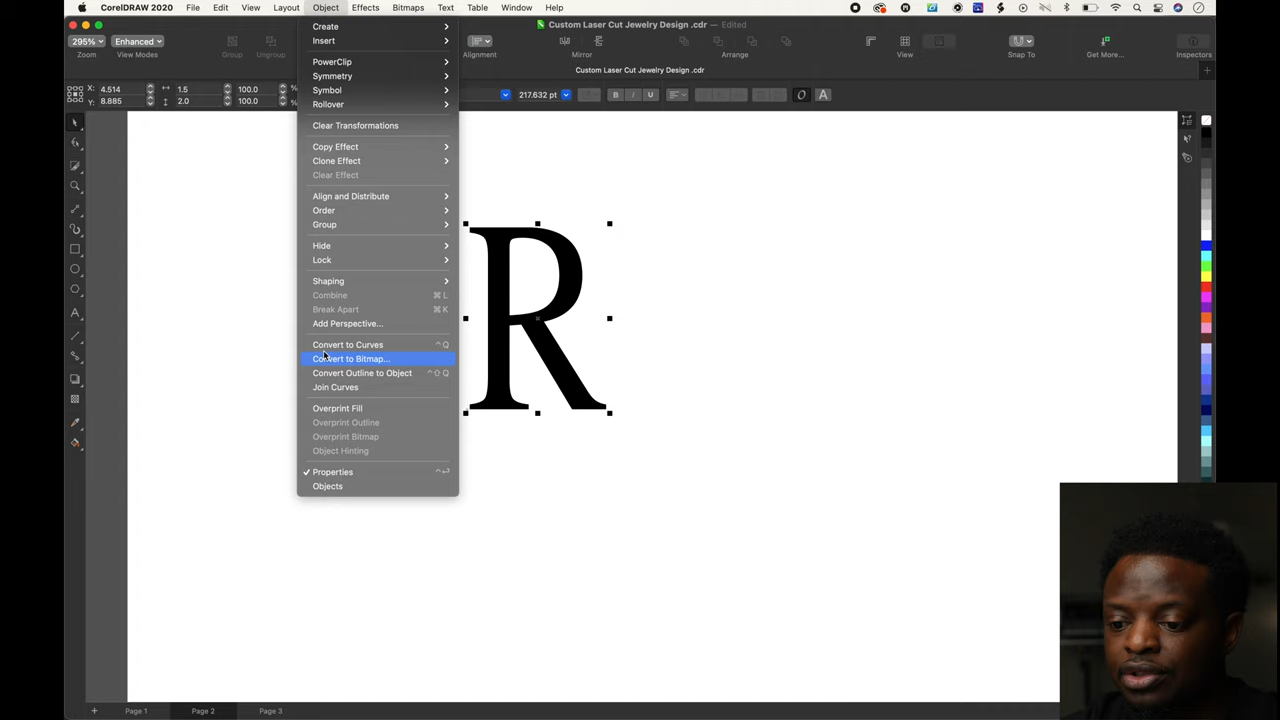 CorelDRAW 2020 File Edit View Layout Object Effects Bitmaps Text Table Window Help
Custom Laser Cut Jewelry Design .cdr — Edited
295% Enhanced
Zoom View Modes Group Ungroup Alignment Mirror Arrange Snap To Get More... Inspectors
Custom Laser Cut Jewelry Design .cdr
X: 4.514 1.5 100.0 %
Y: 8.885 2.0 100.0 %
217.632 pt B I U O A
Create
Insert
PowerClip
Symmetry
Symbol
Rollover
Clear Transformations
Copy Effect
Clone Effect
Clear Effect
Align and Distribute
Order
Group
Hide
Lock
Shaping
Combine ⌘ L
Break Apart ⌘ K
Add Perspective...
Convert to Curves ^ Q
Convert to Bitmap...
Convert Outline to Object ^⇧ Q
Join Curves
Overprint Fill
Overprint Outline
Overprint Bitmap
Object Hinting
✓ Properties ^↩
Objects
R
+ Page 1 Page 2 Page 3